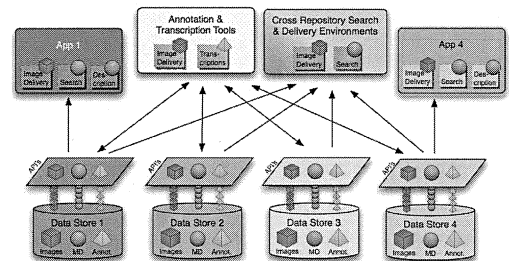 App 1
Image Delivery
Search
Des-cription
Annotation & Transcription Tools
Image Delivery
Trans-criptions
Cross Repository Search & Delivery Environments
Image Delivery
Search
App 4
Image Delivery
Search
Des-cription
API's
API's
API's
API's
Data Store 1
Images
MD
Annot.
Data Store 2
Images
MD
Annot.
Data Store 3
Images
MD
Annot.
Data Store 4
Images
MD
Annot.